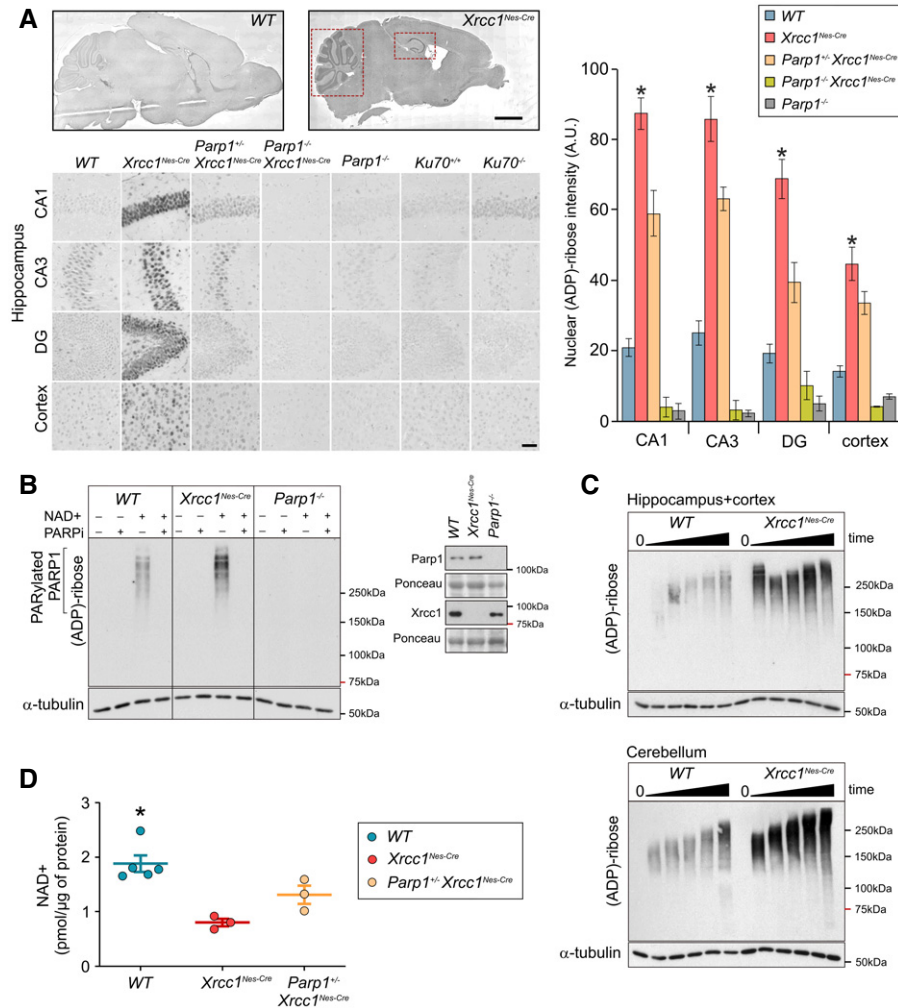 A
WT
Xrcc1Nes-Cre
WT
Xrcc1Nes-Cre
Parp1+/-
Xrcc1Nes-Cre
Parp1-/-
Xrcc1Nes-Cre
Parp1-/-
Ku70+/+
Ku70-/-
Hippocampus
CA1
CA3
DG
Cortex
WT
Xrcc1Nes-Cre
Parp1+/- Xrcc1Nes-Cre
Parp1-/- Xrcc1Nes-Cre
Parp1-/-
Nuclear (ADP)-ribose intensity (A.U.)
100
80
60
40
20
0
* * * *
CA1 CA3 DG cortex
B
WT Xrcc1Nes-Cre Parp1-/-
NAD+ – – + + – – + + – – + +
PARPi – + – + – + – + – + – +
PARylated
PARP1
(ADP)-ribose
250kDa
150kDa
100kDa
75kDa
α-tubulin
50kDa
WT Xrcc1Nes-Cre Parp1-/-
Parp1
100kDa
Ponceau
Xrcc1
100kDa
75kDa
Ponceau
C
Hippocampus+cortex
WT Xrcc1Nes-Cre
0 0 time
(ADP)-ribose
250kDa
150kDa
100kDa
75kDa
α-tubulin
50kDa
Cerebellum
WT Xrcc1Nes-Cre
0 0 time
(ADP)-ribose
250kDa
150kDa
100kDa
75kDa
α-tubulin
50kDa
D
NAD+
(pmol/µg of protein)
3
2
1
0
*
WT
Xrcc1Nes-Cre
Parp1+/-
Xrcc1Nes-Cre
WT
Xrcc1Nes-Cre
Parp1+/- Xrcc1Nes-Cre